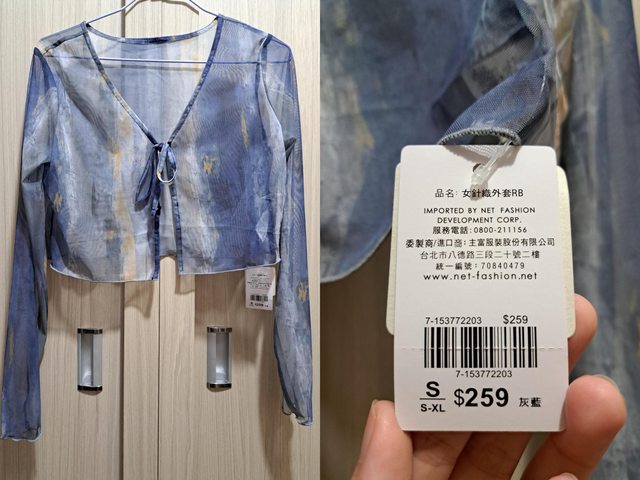 品名: 女針織外套RB
IMPORTED BY NET FASHION
DEVELOPMENT CORP.
服務電話:0800-211156
委製商/進口商: 主富服裝股份有限公司
台北市八德路三段二十號二樓
統一編號: 70840479
www.net-fashion.net
7-153772203 $259
7-153772203
S
S-XL
$259 灰藍